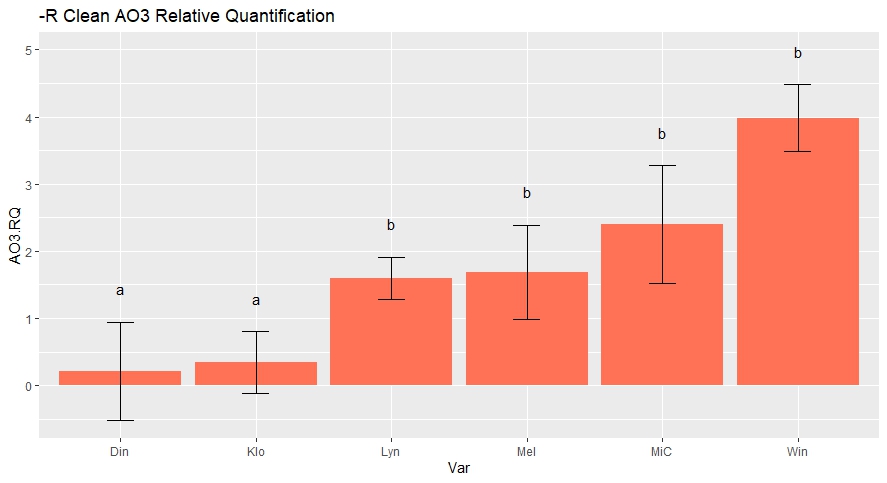 -R Clean AO3 Relative Quantification
5
4
3
2
1
0
AO3.RQ
a
a
b
b
b
b
Din
Klo
Lyn
Mel
MiC
Win
Var